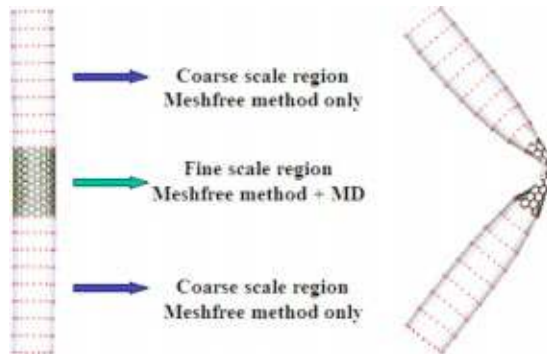 Coarse scale region
Meshfree method only
Fine scale region
Meshfree method + MD
Coarse scale region
Meshfree method only